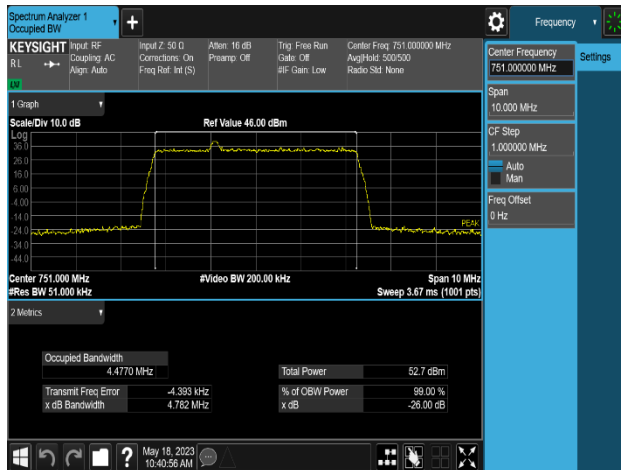 Spectrum Analyzer 1
Occupied BW
Frequency
KEYSIGHT
R L
LXI
Input: RF
Coupling: AC
Align: Auto
Input Z: 50 Ω
Corrections: On
Freq Ref: Int (S)
Atten: 16 dB
Preamp: Off
Trig: Free Run
Gate: Off
#IF Gain: Low
Center Freq: 751.000000 MHz
Avg|Hold: 500/500
Radio Std: None
Center Frequency
751.000000 MHz
Settings
Span
10.000 MHz
CF Step
1.000000 MHz
Auto
Man
Freq Offset
0 Hz
1 Graph
Scale/Div 10.0 dB
Ref Value 46.00 dBm
Log
36.0
26.0
16.0
6.00
-4.00
-14.0
-24.0
-34.0
-44.0
PEAK
Center 751.000 MHz
#Video BW 200.00 kHz
Span 10 MHz
#Res BW 51.000 kHz
Sweep 3.67 ms (1001 pts)
2 Metrics
Occupied Bandwidth
4.4770 MHz
Total Power 52.7 dBm
Transmit Freq Error -4.393 kHz
% of OBW Power 99.00 %
x dB Bandwidth 4.782 MHz
x dB -26.00 dB
?
May 18, 2023
10:40:56 AM